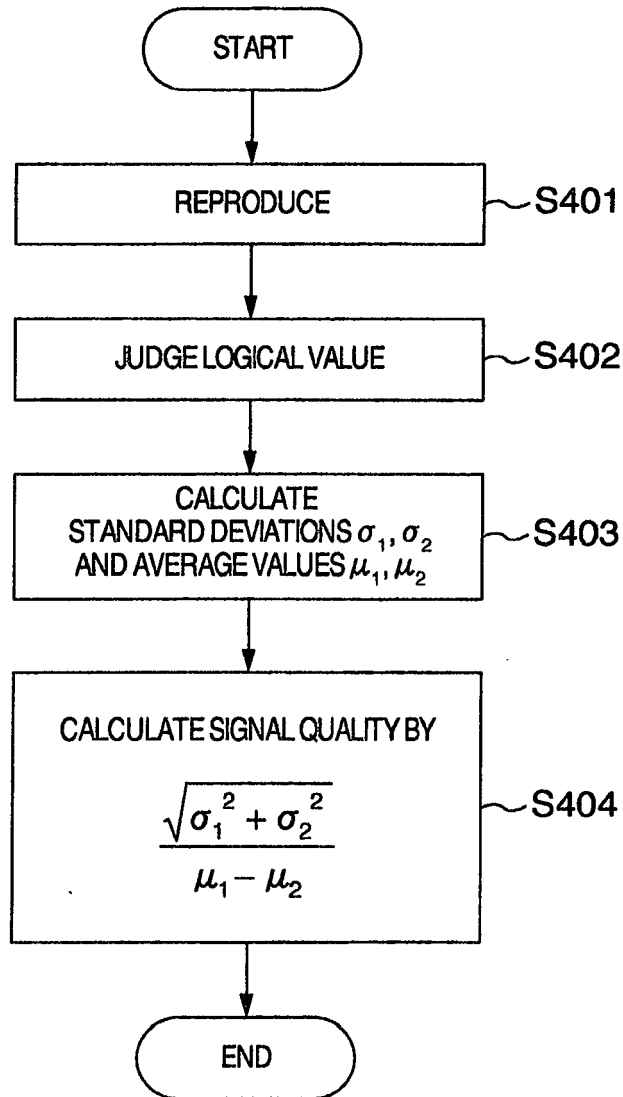 START
REPRODUCE
S401
JUDGE LOGICAL VALUE
S402
CALCULATE
STANDARD DEVIATIONS σ₁, σ₂
AND AVERAGE VALUES μ₁, μ₂
S403
CALCULATE SIGNAL QUALITY BY
√(σ₁² + σ₂²)
μ₁ − μ₂
S404
END